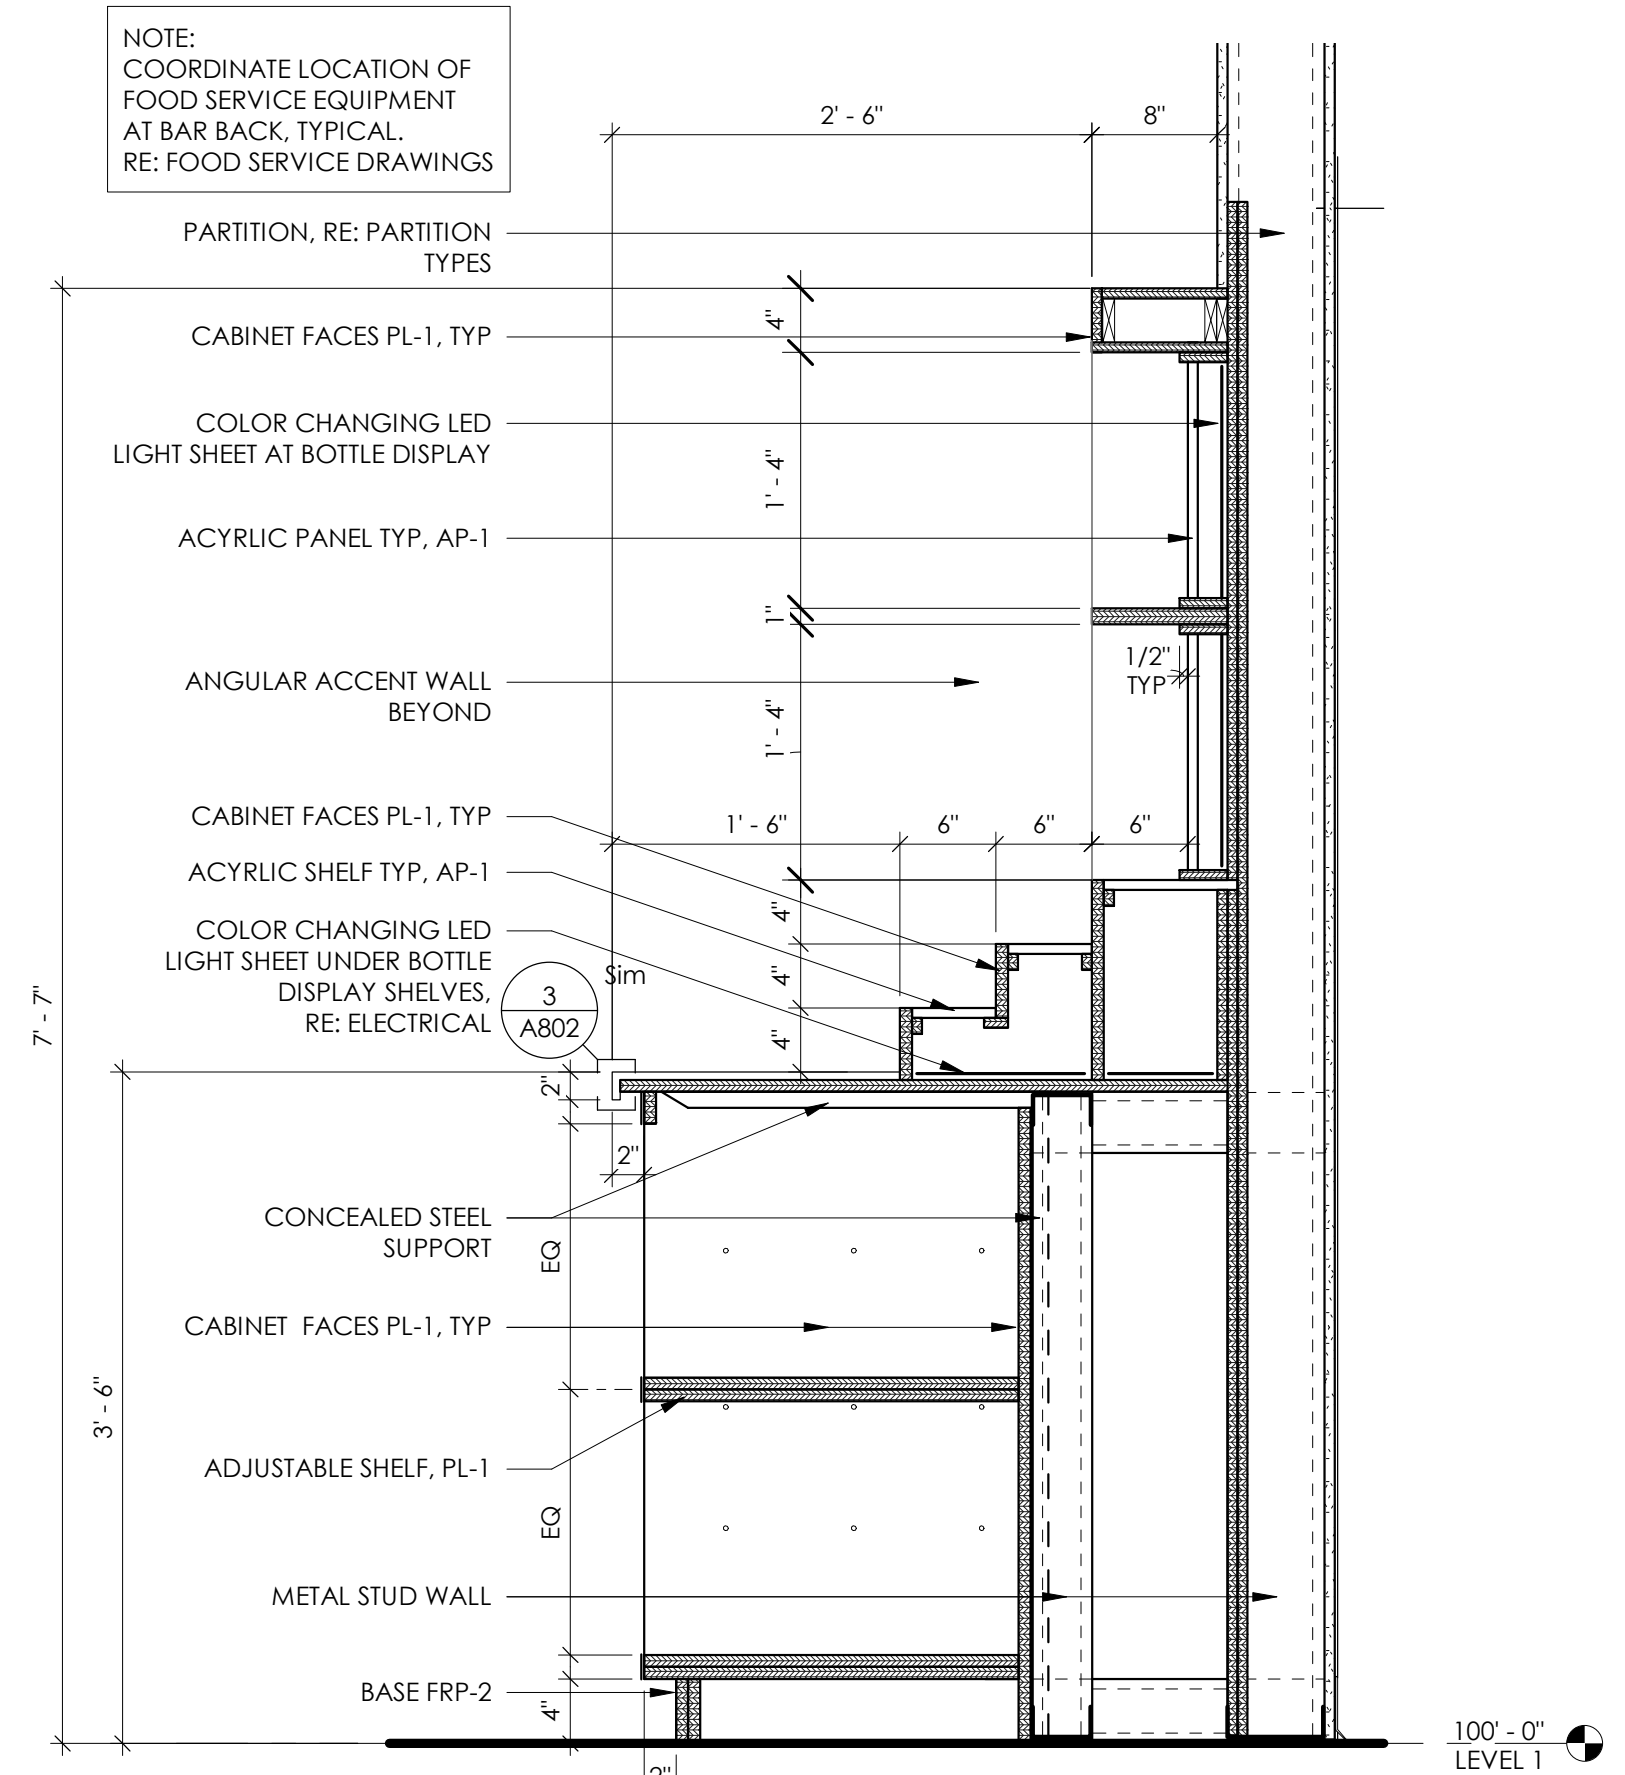 NOTE:
COORDINATE LOCATION OF
FOOD SERVICE EQUIPMENT
AT BAR BACK, TYPICAL.
RE: FOOD SERVICE DRAWINGS
2' - 6"
8"
PARTITION, RE: PARTITION
TYPES
CABINET FACES PL-1, TYP
4"
COLOR CHANGING LED
LIGHT SHEET AT BOTTLE DISPLAY
1' - 4"
ACYRLIC PANEL TYP, AP-1
1"
1/2"
TYP
ANGULAR ACCENT WALL
BEYOND
1' - 4"
CABINET FACES PL-1, TYP
1' - 6"
6"
6"
6"
ACYRLIC SHELF TYP, AP-1
4"
COLOR CHANGING LED
LIGHT SHEET UNDER BOTTLE
DISPLAY SHELVES,
RE: ELECTRICAL
4"
4"
3
A802
Sim
7' - 7"
2"
2"
CONCEALED STEEL
SUPPORT
EQ
CABINET  FACES PL-1, TYP
3' - 6"
ADJUSTABLE SHELF, PL-1
EQ
METAL STUD WALL
BASE FRP-2
4"
100' - 0"
LEVEL 1